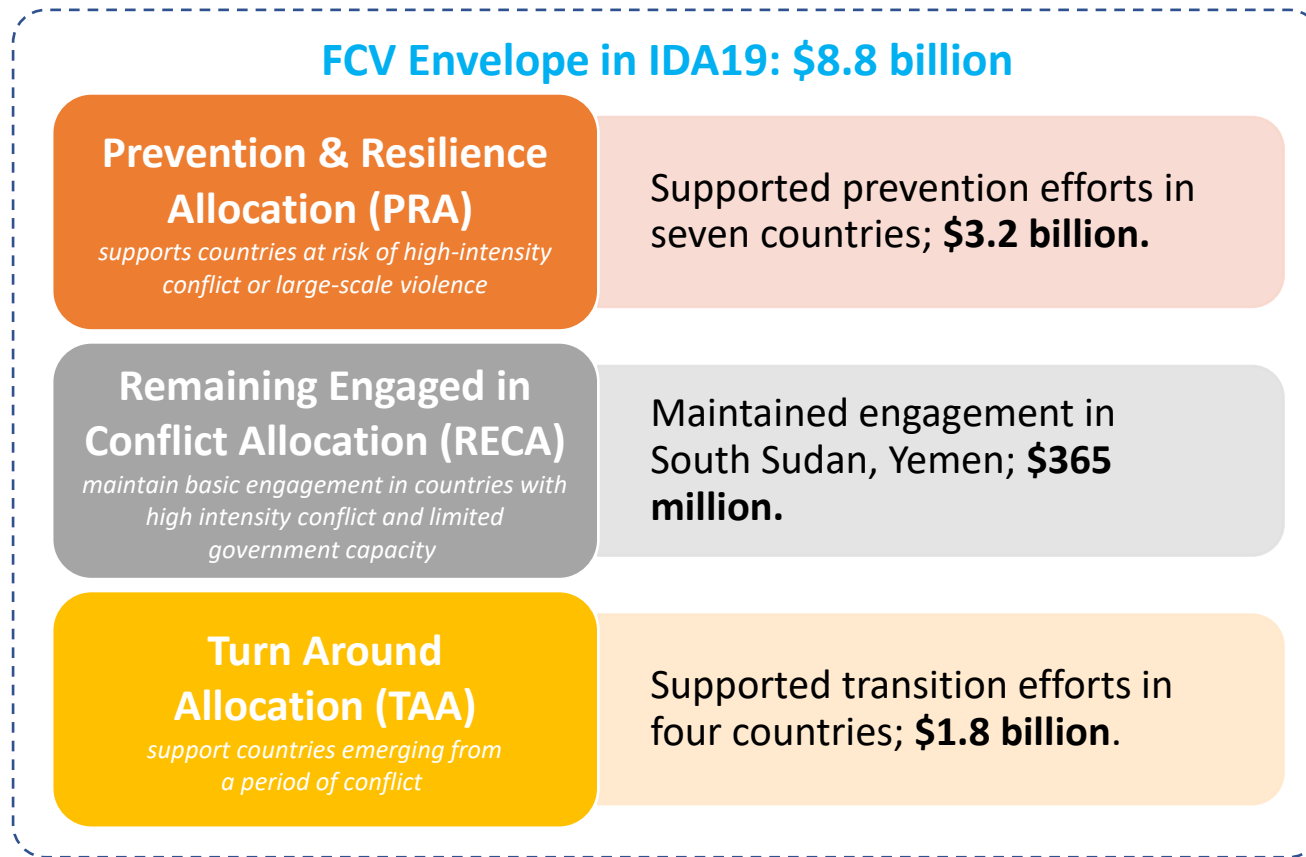 FCV Envelope in IDA19: $8.8 billion
Prevention & Resilience
Allocation (PRA)
supports countries at risk of high-intensity
conflict or large-scale violence
Supported prevention efforts in
seven countries; $3.2 billion.
Remaining Engaged in
Conflict Allocation (RECA)
maintain basic engagement in countries with
high intensity conflict and limited
government capacity
Maintained engagement in
South Sudan, Yemen; $365
million.
Turn Around
Allocation (TAA)
support countries emerging from
a period of conflict
Supported transition efforts in
four countries; $1.8 billion.